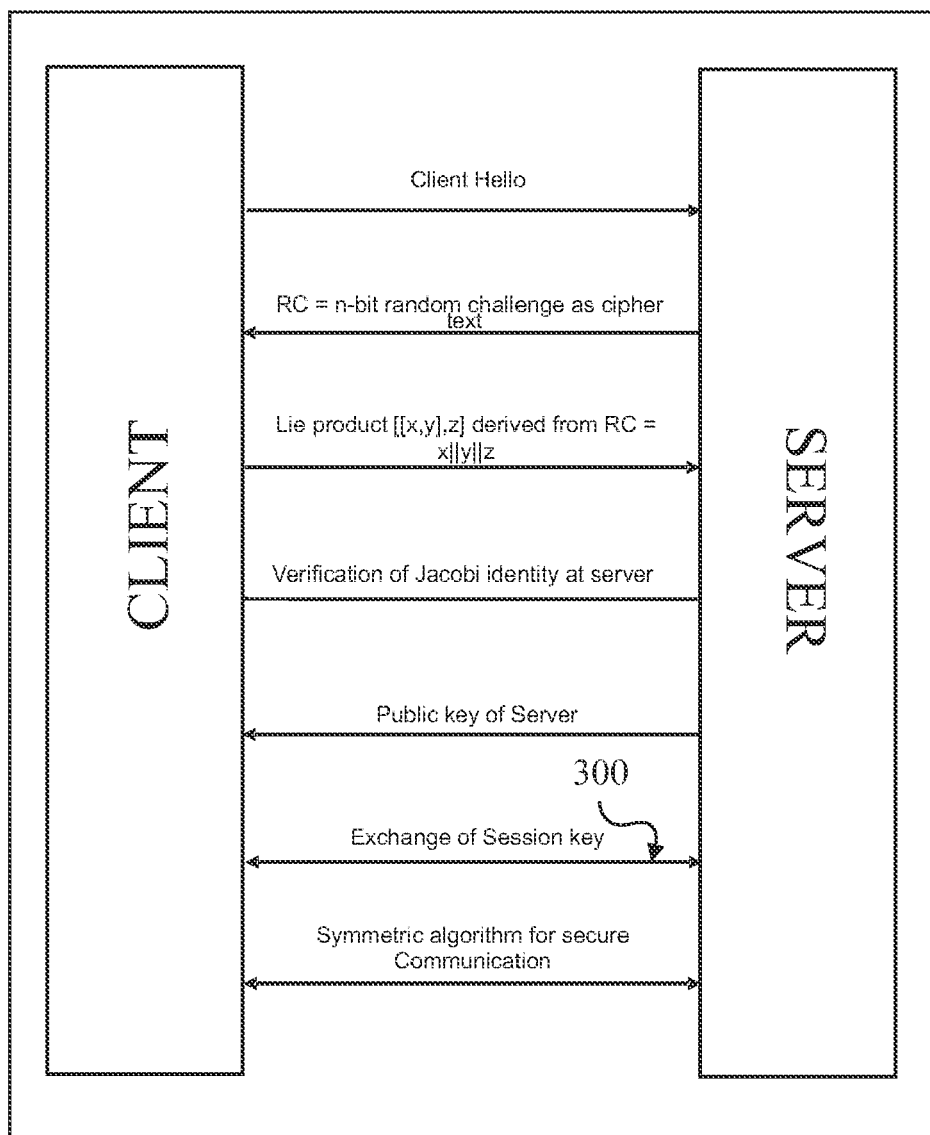 Client Hello
RC = n-bit random challenge as cipher
text
Lie product [[x,y],z] derived from RC =
x||y||z
CLIENT
SERVER
Verification of Jacobi identity at server
Public key of Server
300
Exchange of Session key
Symmetric algorithm for secure
Communication